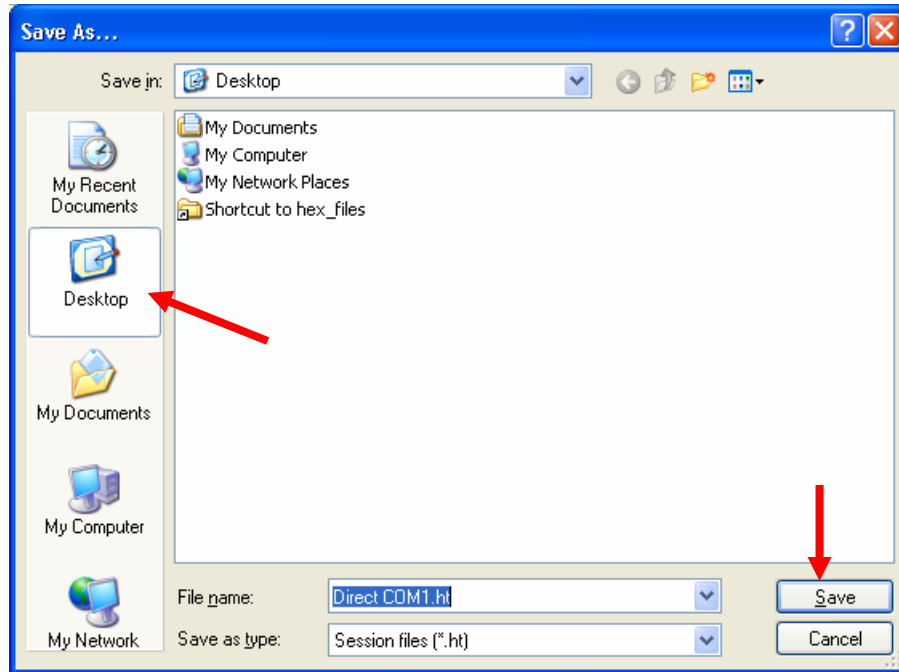 Save As...
Save in:
Desktop
My Recent
Documents
Desktop
My Documents
My Computer
My Network
My Documents
My Computer
My Network Places
Shortcut to hex_files
File name:
Direct COM1.ht
Save
Save as type:
Session files (*.ht)
Cancel